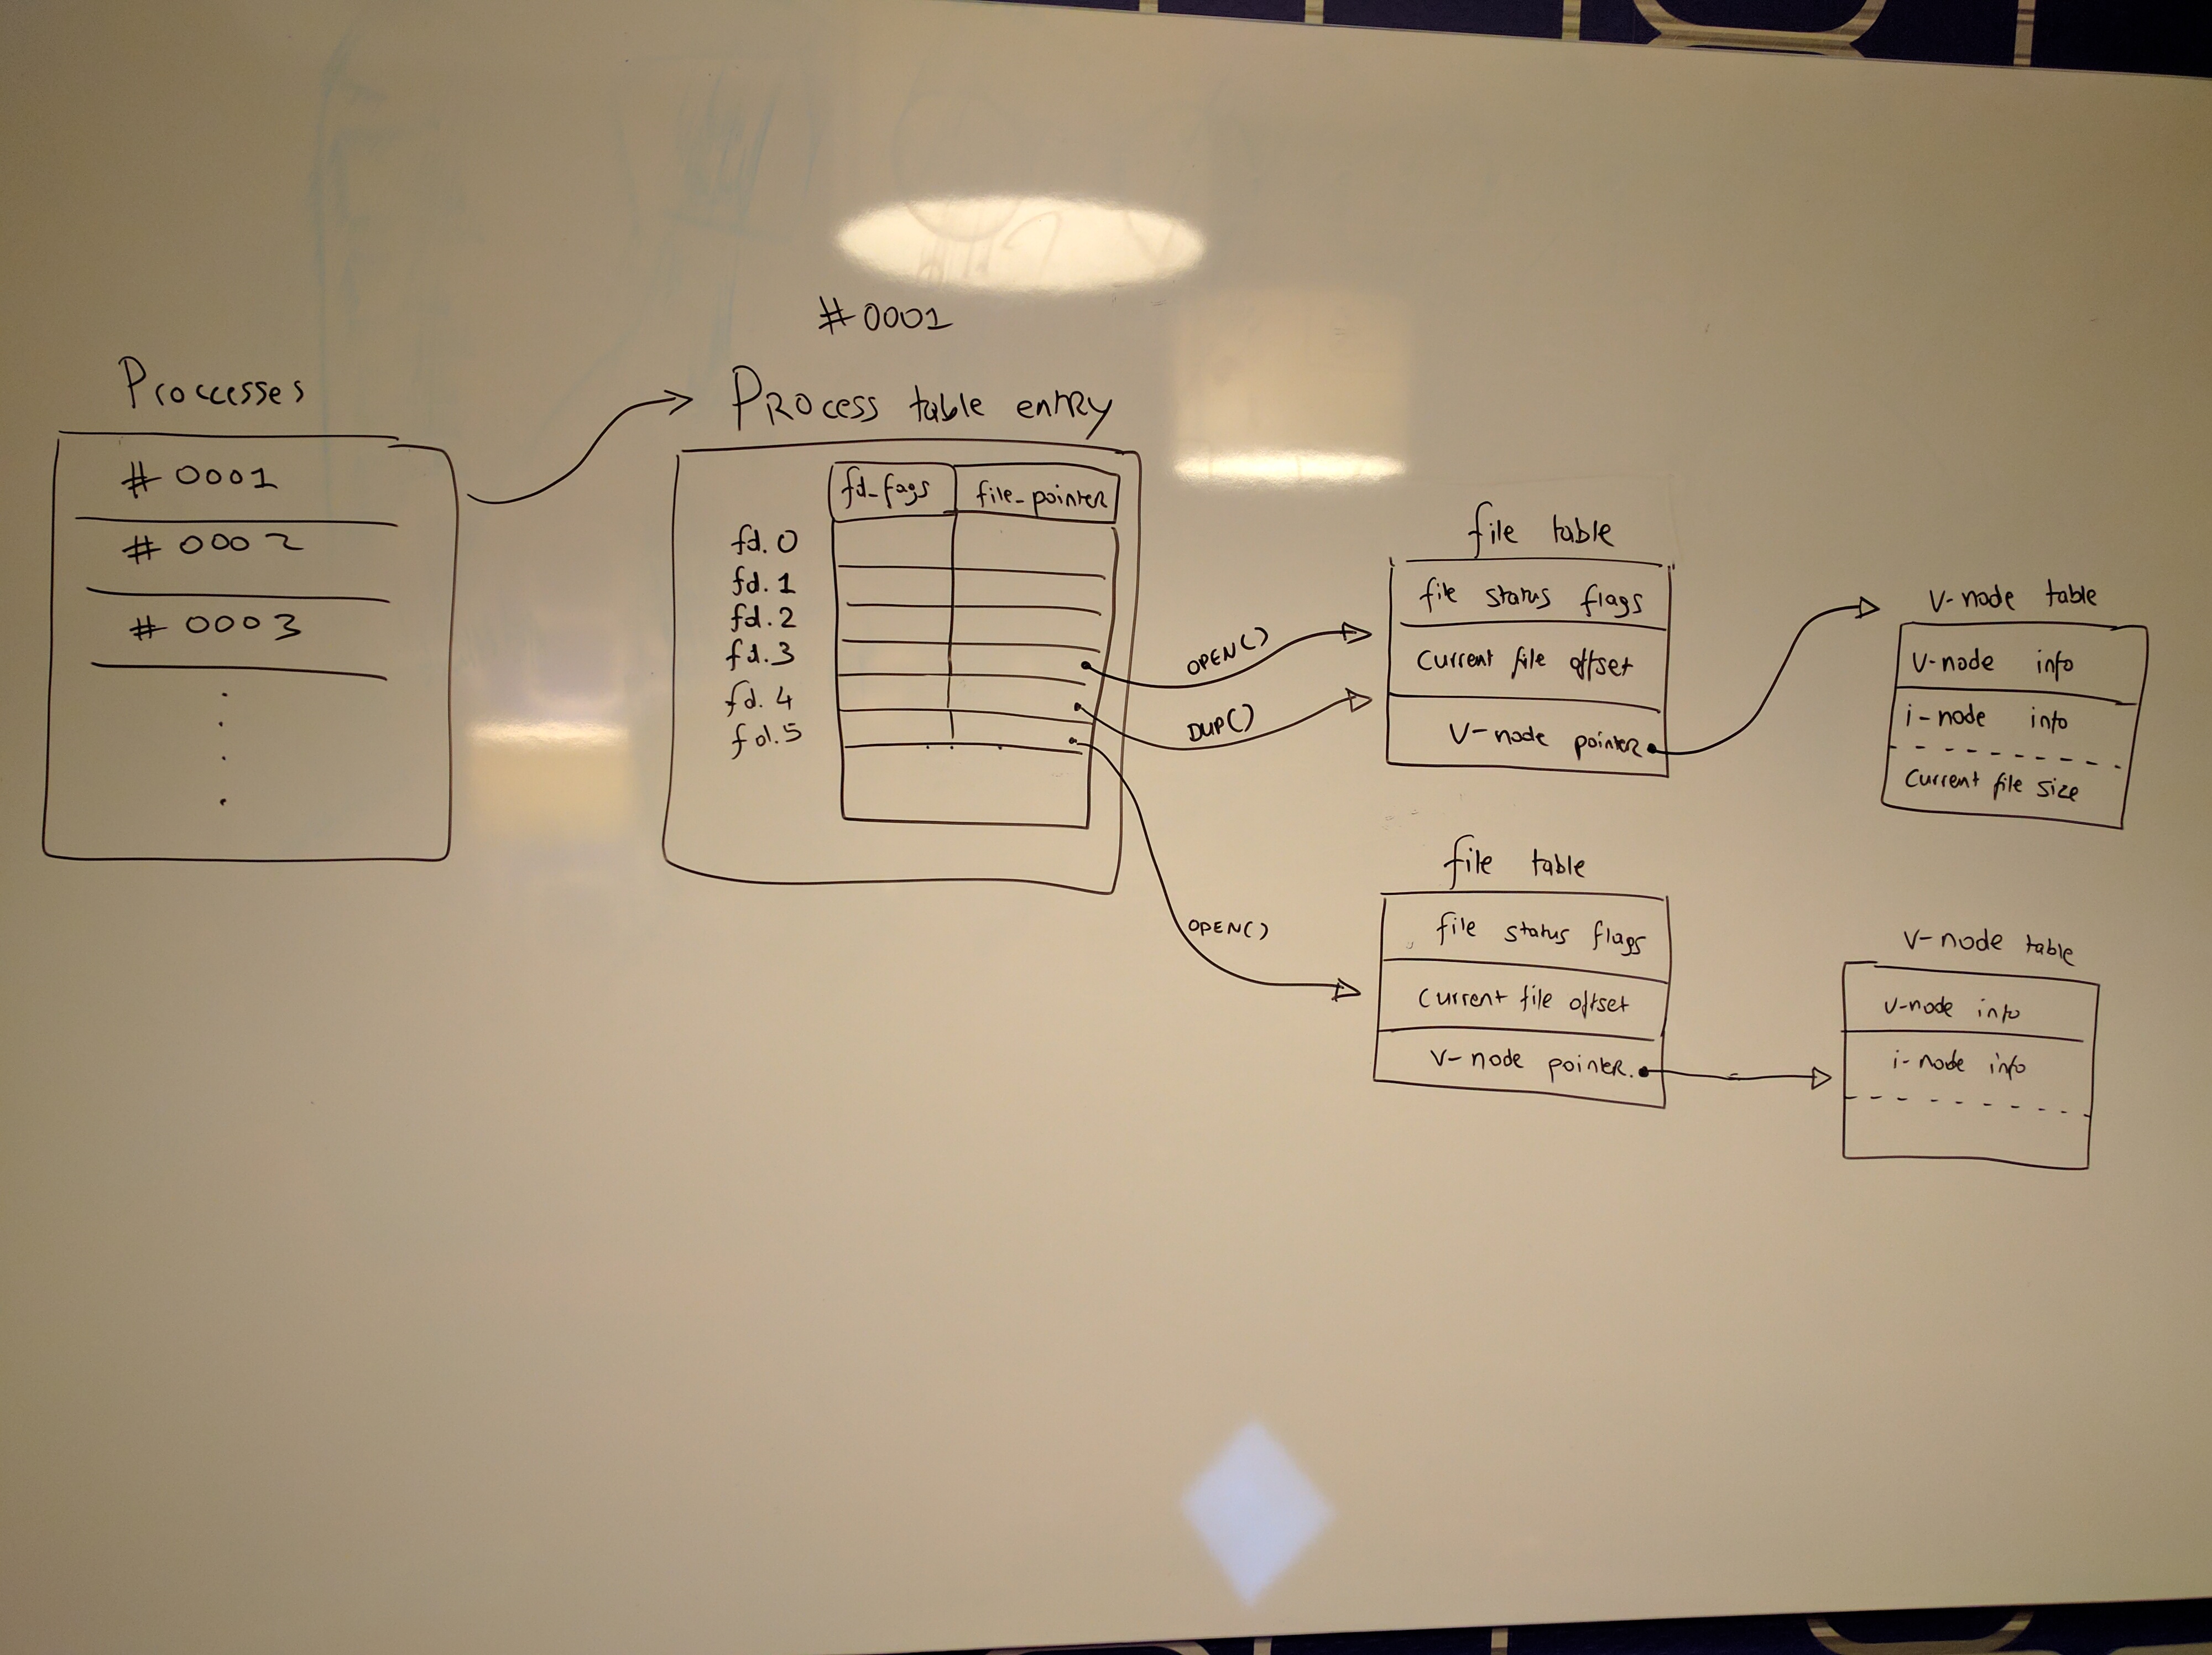 #0001
Proccesses
# 0001
# 0002
# 0003
PROcess table entRy
fd_fags
file_pointeR
fd.0
fd.1
fd.2
fd.3
fd.4
fd.5
OPEN()
DUP()
OPEN()
file table
file status flags
Current file offset
V-node pointeR
V-node table
V-node info
i-node info
Current file size
file table
file status flags
Current file offset
V-node pointeR.
V-node table
V-node info
i-node info